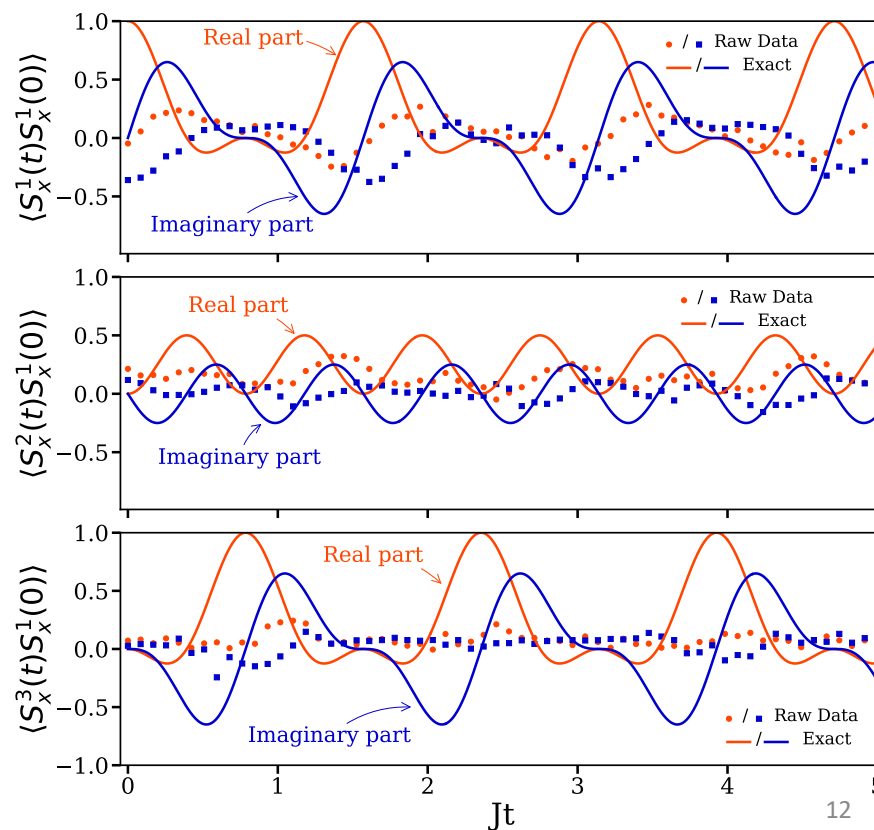 1.0
0.5
0.0
−0.5
⟨S_x^1(t)S_x^1(0)⟩
Real part
Imaginary part
/ Raw Data
/ Exact
1.0
0.5
0.0
−0.5
⟨S_x^2(t)S_x^1(0)⟩
Real part
Imaginary part
/ Raw Data
/ Exact
1.0
0.5
0.0
−0.5
−1.0
⟨S_x^3(t)S_x^1(0)⟩
Real part
Imaginary part
/ Raw Data
/ Exact
0 1 2 3 4 5
Jt
12